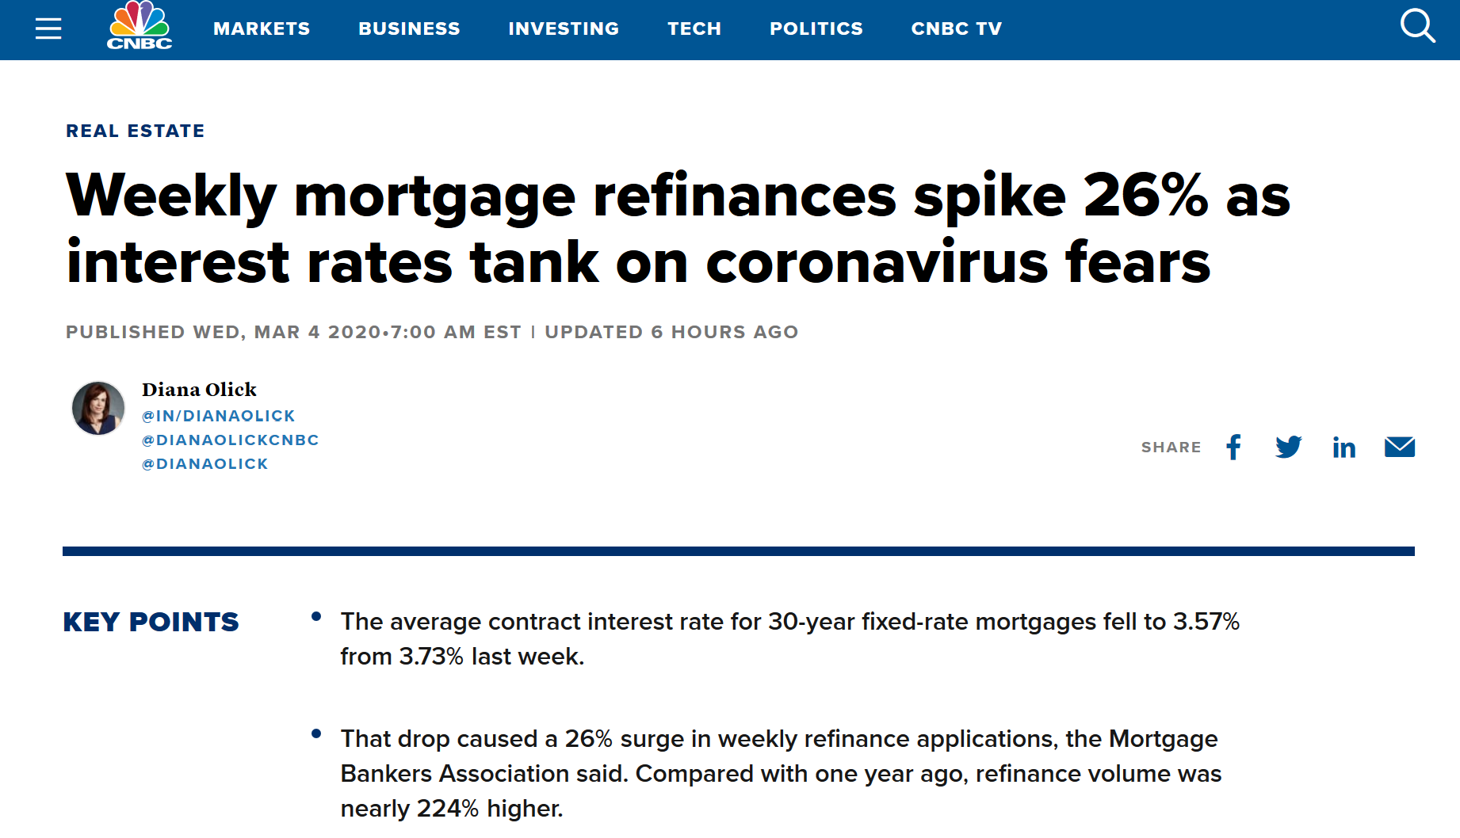 CNBC
MARKETS
BUSINESS
INVESTING
TECH
POLITICS
CNBC TV
REAL ESTATE
Weekly mortgage refinances spike 26% as
interest rates tank on coronavirus fears
PUBLISHED WED, MAR 4 2020•7:00 AM EST | UPDATED 6 HOURS AGO
Diana Olick
@IN/DIANAOLICK
@DIANAOLICKCNBC
@DIANAOLICK
SHARE
KEY POINTS
• The average contract interest rate for 30-year fixed-rate mortgages fell to 3.57%
from 3.73% last week.
• That drop caused a 26% surge in weekly refinance applications, the Mortgage
Bankers Association said. Compared with one year ago, refinance volume was
nearly 224% higher.